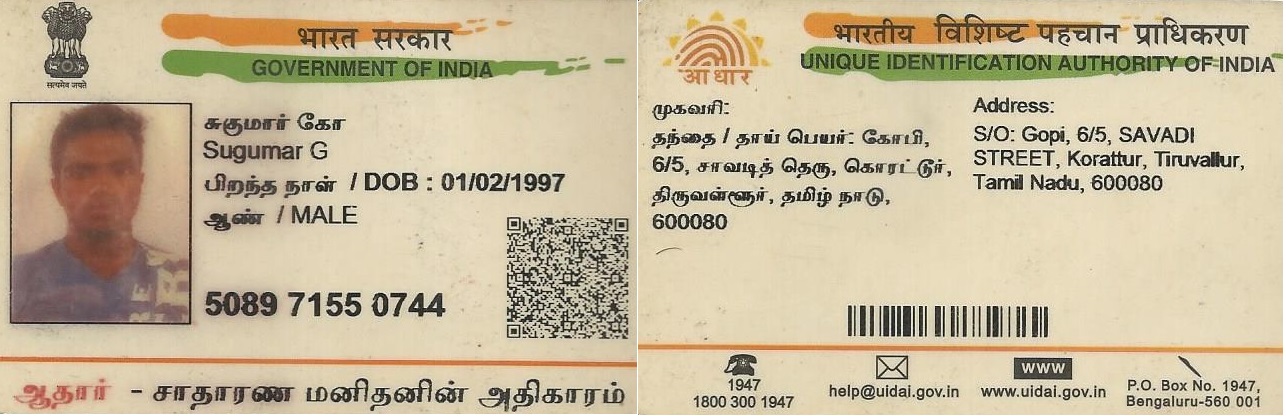 भारत सरकार
GOVERNMENT OF INDIA
सत्यमेव जयते
சுகுமார் கோ
Sugumar G
பிறந்த நாள் / DOB : 01/02/1997
ஆண் / MALE
5089 7155 0744
ஆதார் - சாதாரண மனிதனின் அதிகாரம்
भारतीय विशिष्ट पहचान प्राधिकरण
UNIQUE IDENTIFICATION AUTHORITY OF INDIA
आधार
முகவரி:
தந்தை / தாய் பெயர்: கோபி,
6/5, சாவடித் தெரு, கொரட்டூர்,
திருவள்ளூர், தமிழ் நாடு,
600080
Address:
S/O: Gopi, 6/5, SAVADI
STREET, Korattur, Tiruvallur,
Tamil Nadu, 600080
1947
1800 300 1947
help@uidai.gov.in
www
www.uidai.gov.in
P.O. Box No. 1947,
Bengaluru-560 001